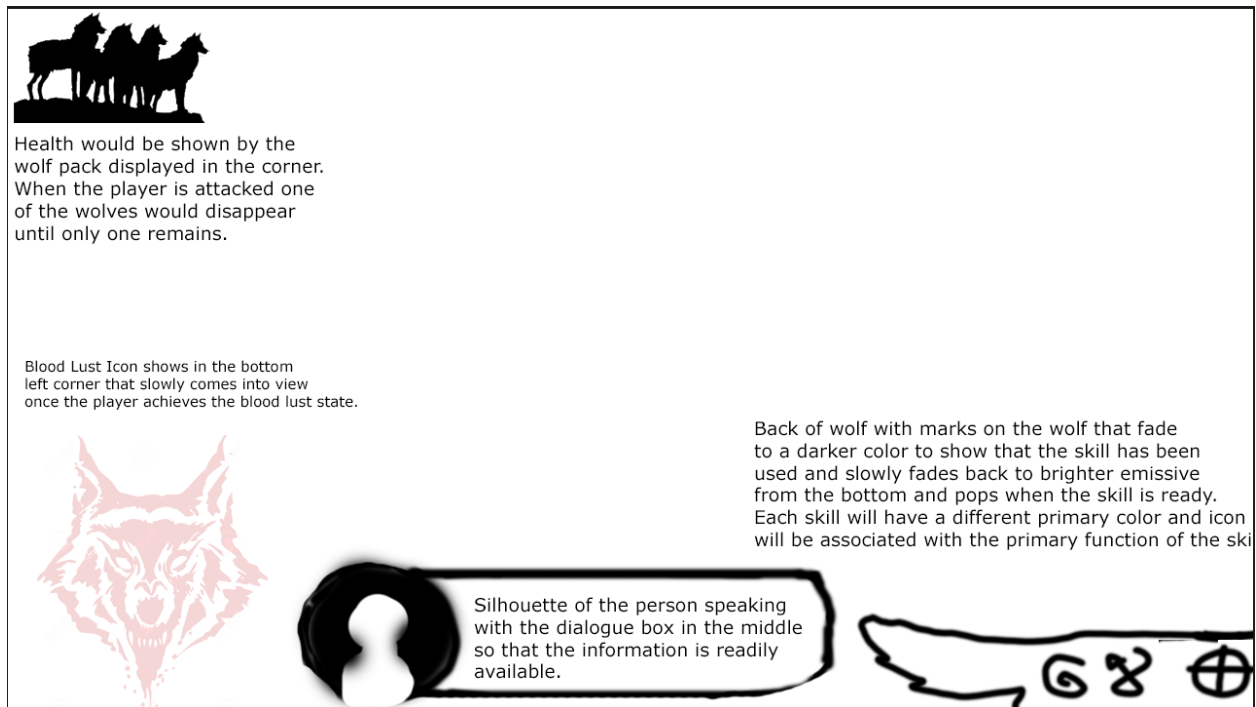 Health would be shown by the
wolf pack displayed in the corner.
When the player is attacked one
of the wolves would disappear
until only one remains.
Blood Lust Icon shows in the bottom
left corner that slowly comes into view
once the player achieves the blood lust state.
Back of wolf with marks on the wolf that fade
to a darker color to show that the skill has been
used and slowly fades back to brighter emissive
from the bottom and pops when the skill is ready.
Each skill will have a different primary color and icon
will be associated with the primary function of the ski
Silhouette of the person speaking
with the dialogue box in the middle
so that the information is readily
available.